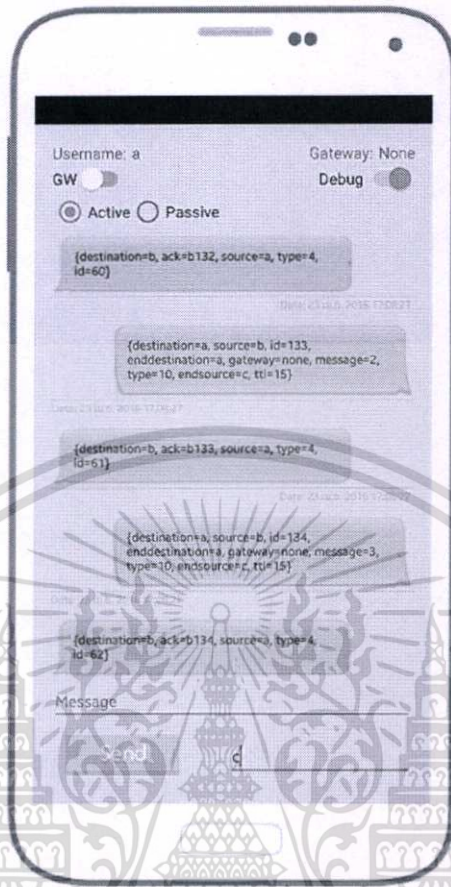 Username: a Gateway: None
GW Debug
Active Passive
{destination=b, ack=b132, source=a, type=4,
id=60}
{destination=a, source=b, id=133,
enddestination=a, gateway=none, message=2,
type=10, endsource=c, ttl=15}
{destination=b, ack=b133, source=a, type=4,
id=61}
{destination=a, source=b, id=134,
enddestination=a, gateway=none, message=3,
type=10, endsource=c, ttl=15}
{destination=b, ack=b134, source=a, type=4,
id=62}
Message
Send c